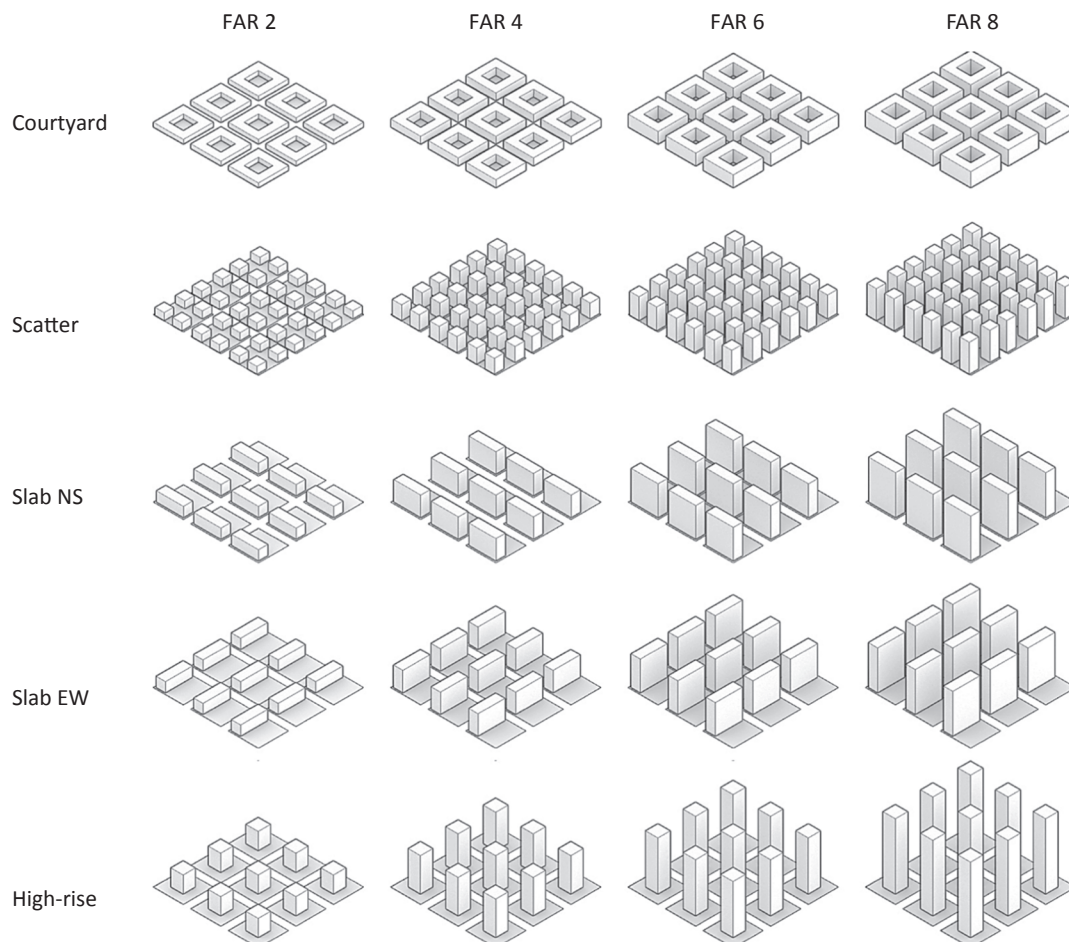 FAR 2 FAR 4 FAR 6 FAR 8
Courtyard
Scatter
Slab NS
Slab EW
High-rise